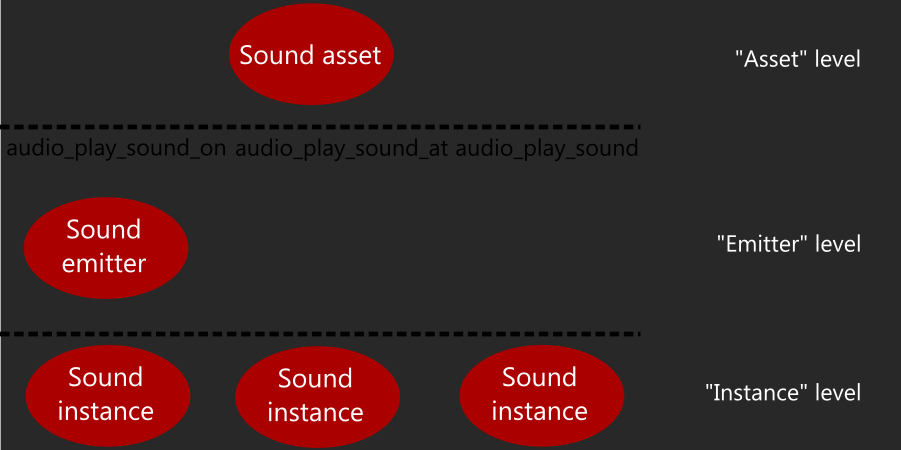 Sound asset
"Asset" level
audio_play_sound_on audio_play_sound_at audio_play_sound
Sound
emitter
"Emitter" level
Sound
instance
Sound
instance
Sound
instance
"Instance" level